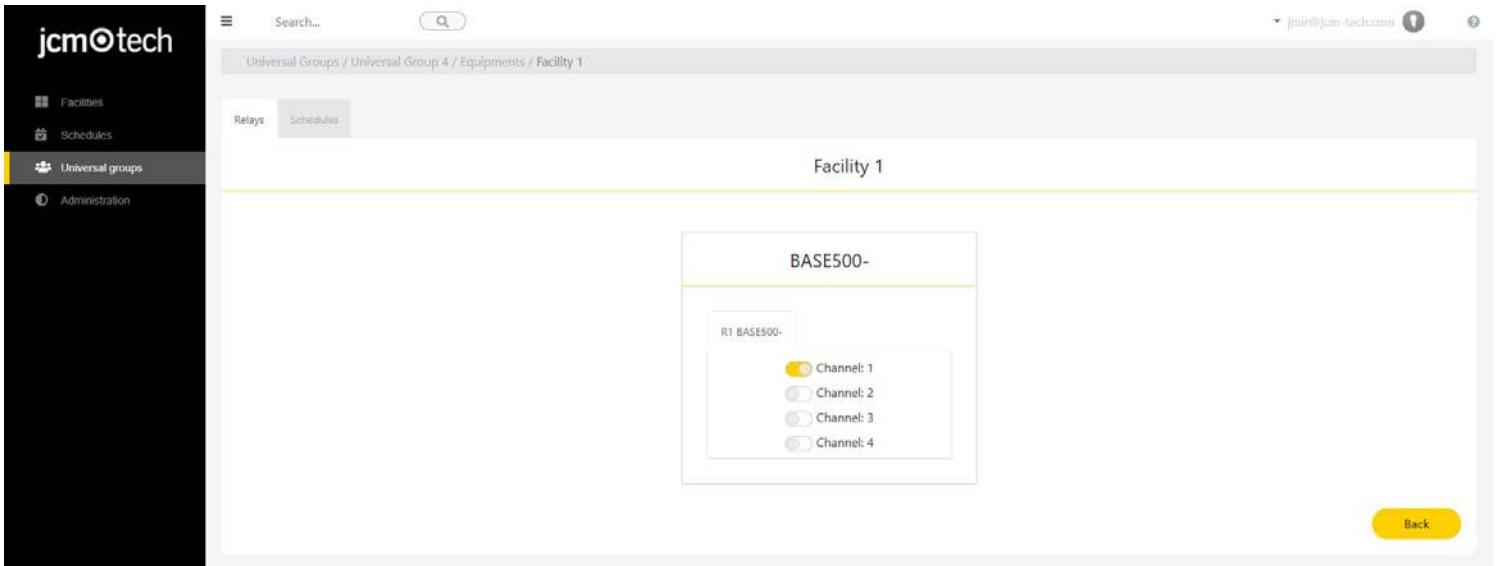 jcm tech
Search...
jmir@jcm-tech.com
Universal Groups / Universal Group 4 / Equipments / Facility 1
Facilities
Schedules
Universal groups
Administration
Relays
Schedules
Facility 1
BASE500-
R1 BASE500-
Channel: 1
Channel: 2
Channel: 3
Channel: 4
Back